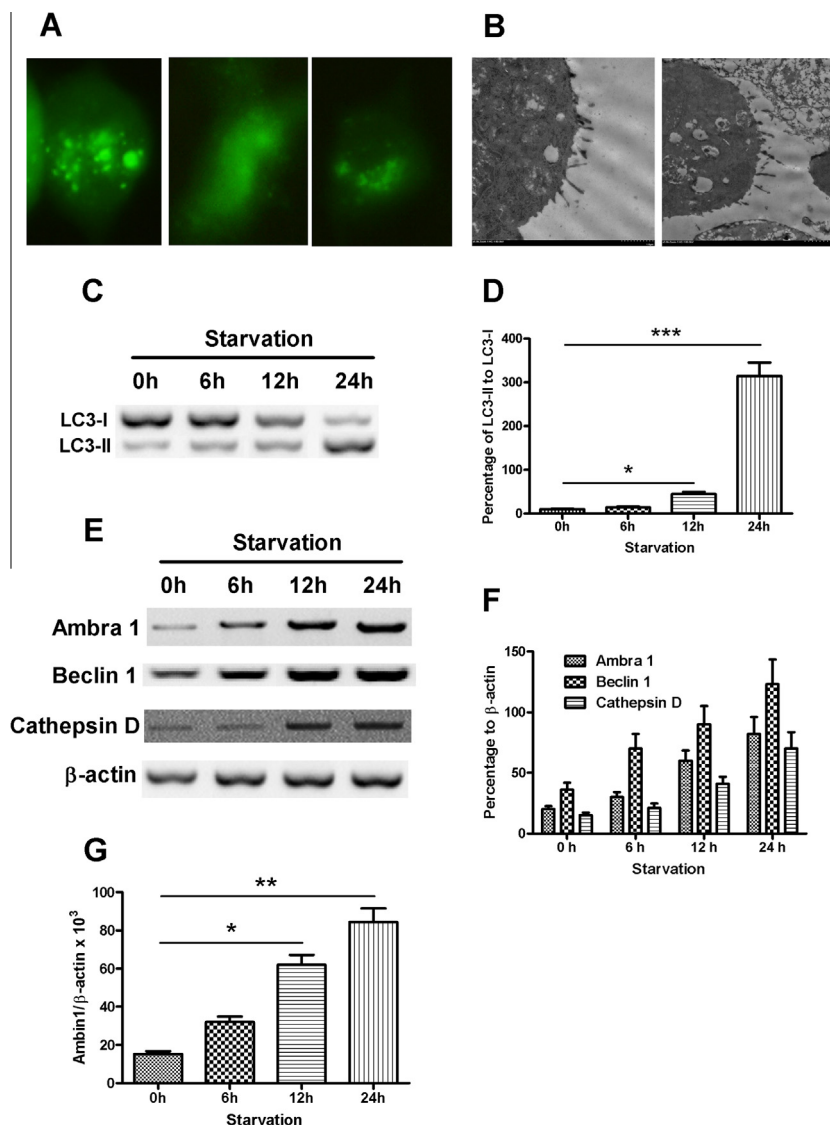 A
B
C
Starvation
0h 6h 12h 24h
LC3-I
LC3-II
D
Percentage of LC3-II to LC3-I
400
300
200
100
0
*
***
0h 6h 12h 24h
Starvation
E
Starvation
0h 6h 12h 24h
Ambra 1
Beclin 1
Cathepsin D
β-actin
F
Percentage to β-actin
150
100
50
0
Ambra 1
Beclin 1
Cathepsin D
0 h 6 h 12 h 24 h
Starvation
G
Ambin1/β-actin x 10³
100
80
60
40
20
0
**
*
0h 6h 12h 24h
Starvation